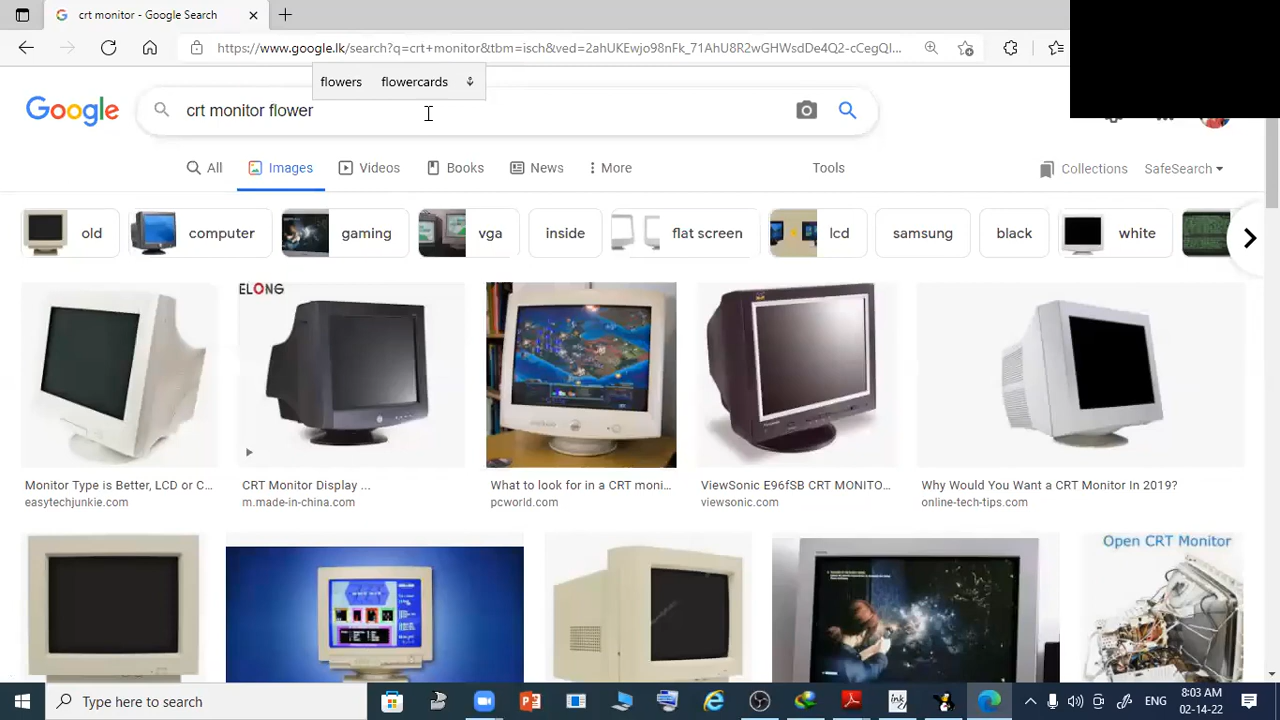 crt monitor - Google Search
https://www.google.lk/search?q=crt+monitor&tbm=isch&ved=2ahUKEwjo98nFk_71AhU8R2wGHWsdDe4Q2-cCegQI...
flowers flowercards
Google
crt monitor flower
All Images Videos Books News More Tools Collections SafeSearch
old computer gaming vga inside flat screen lcd samsung black white
ELONG
Monitor Type is Better, LCD or C... CRT Monitor Display ... What to look for in a CRT moni... ViewSonic E96fSB CRT MONITO... Why Would You Want a CRT Monitor In 2019?
easytechjunkie.com m.made-in-china.com pcworld.com viewsonic.com online-tech-tips.com
Open CRT Monitor
Type here to search
ENG
8:03 AM
02-14-22